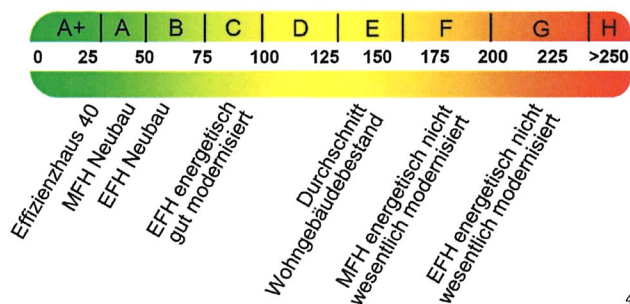 A+ A B C D E F G H
0 25 50 75 100 125 150 175 200 225 >250
Effizienzhaus 40
MFH Neubau
EFH Neubau
EFH energetisch
gut modernisiert
Durchschnitt
Wohngebäudebestand
MFH energetisch nicht
wesentlich modernisiert
EFH energetisch nicht
wesentlich modernisiert